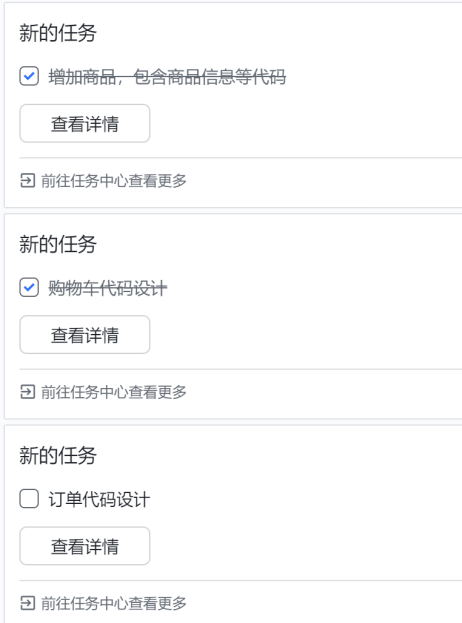 新的任务
增加商品，包含商品信息等代码
查看详情
前往任务中心查看更多
新的任务
购物车代码设计
查看详情
前往任务中心查看更多
新的任务
订单代码设计
查看详情
前往任务中心查看更多